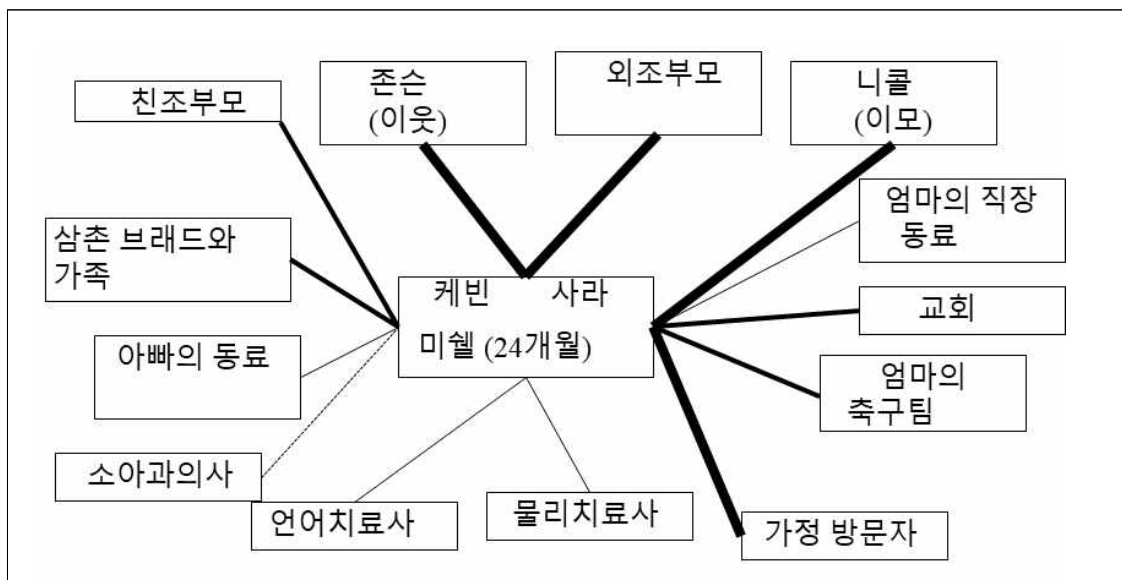 친조부모
존슨
(이웃)
외조부모
니콜
(이모)
삼촌 브래드와
가족
엄마의 직장
동료
케빈 사라
미쉘 (24개월)
교회
아빠의 동료
엄마의
축구팀
소아과의사
언어치료사
물리치료사
가정 방문자